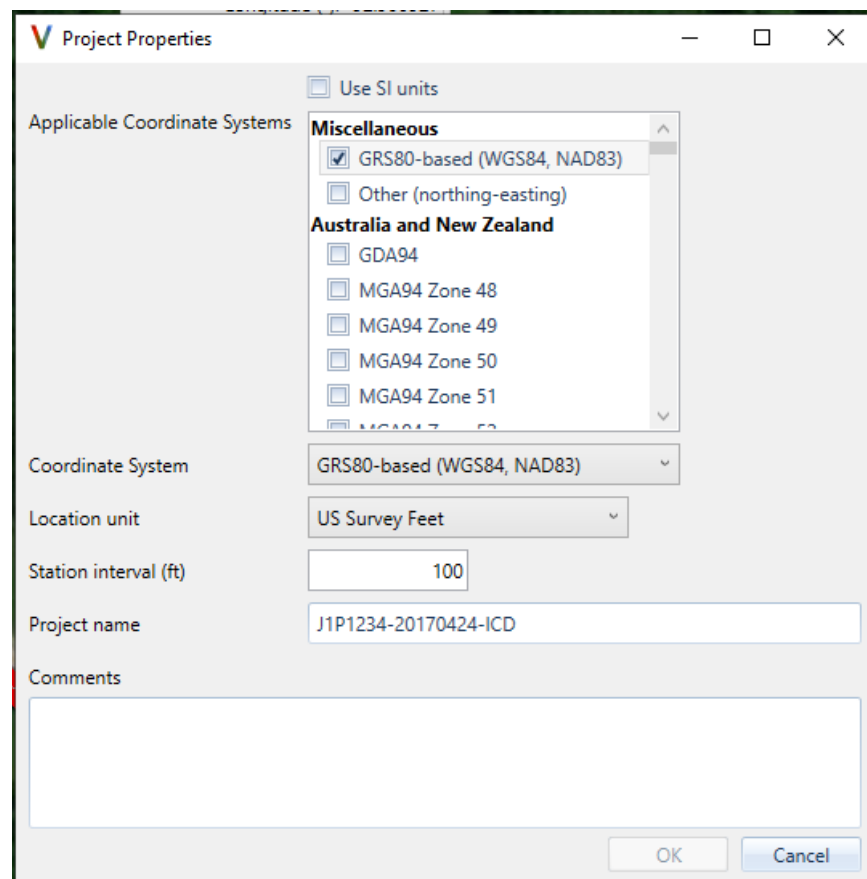 Project Properties
Use SI units
Applicable Coordinate Systems
Miscellaneous
GRS80-based (WGS84, NAD83)
Other (northing-easting)
Australia and New Zealand
GDA94
MGA94 Zone 48
MGA94 Zone 49
MGA94 Zone 50
MGA94 Zone 51
Coordinate System GRS80-based (WGS84, NAD83)
Location unit US Survey Feet
Station interval (ft) 100
Project name J1P1234-20170424-ICD
Comments
OK Cancel